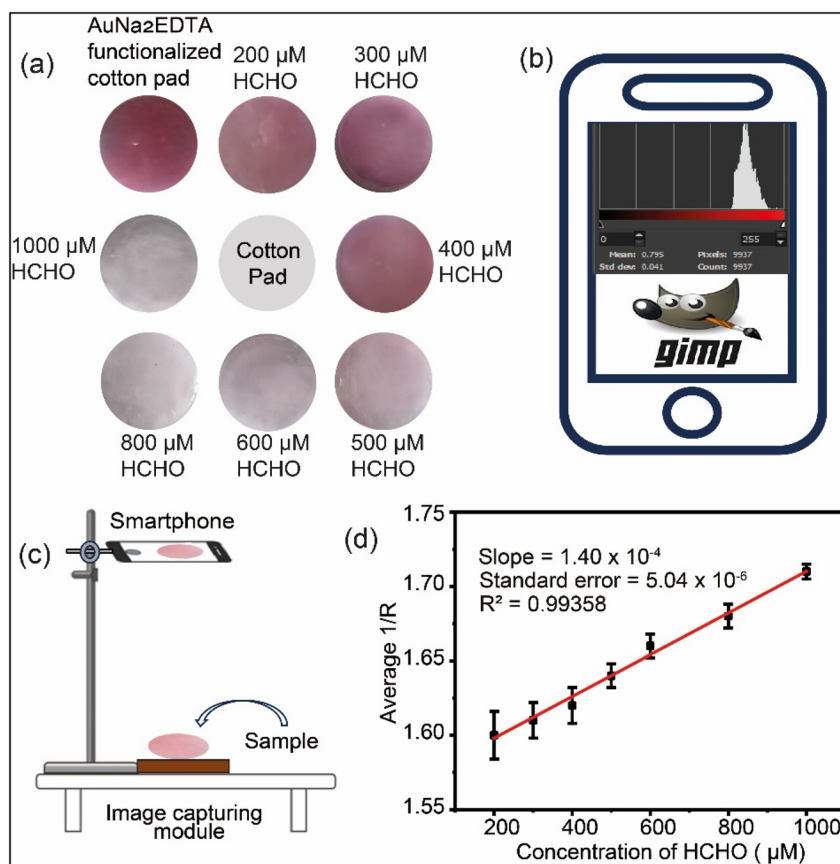 (a)
AuNa2EDTA
functionalized
cotton pad
200 µM
HCHO
300 µM
HCHO
1000 µM
HCHO
Cotton
Pad
400 µM
HCHO
800 µM
HCHO
600 µM
HCHO
500 µM
HCHO
(b)
0 255
Mean: 0.795 Pixels: 9937
Std dev: 0.041 Count: 9937
gimp
(c)
Smartphone
Sample
Image capturing
module
(d)
Slope = 1.40 x 10⁻⁴
Standard error = 5.04 x 10⁻⁶
R² = 0.99358
Average 1/R
1.75
1.70
1.65
1.60
1.55
200 400 600 800 1000
Concentration of HCHO ( µM)